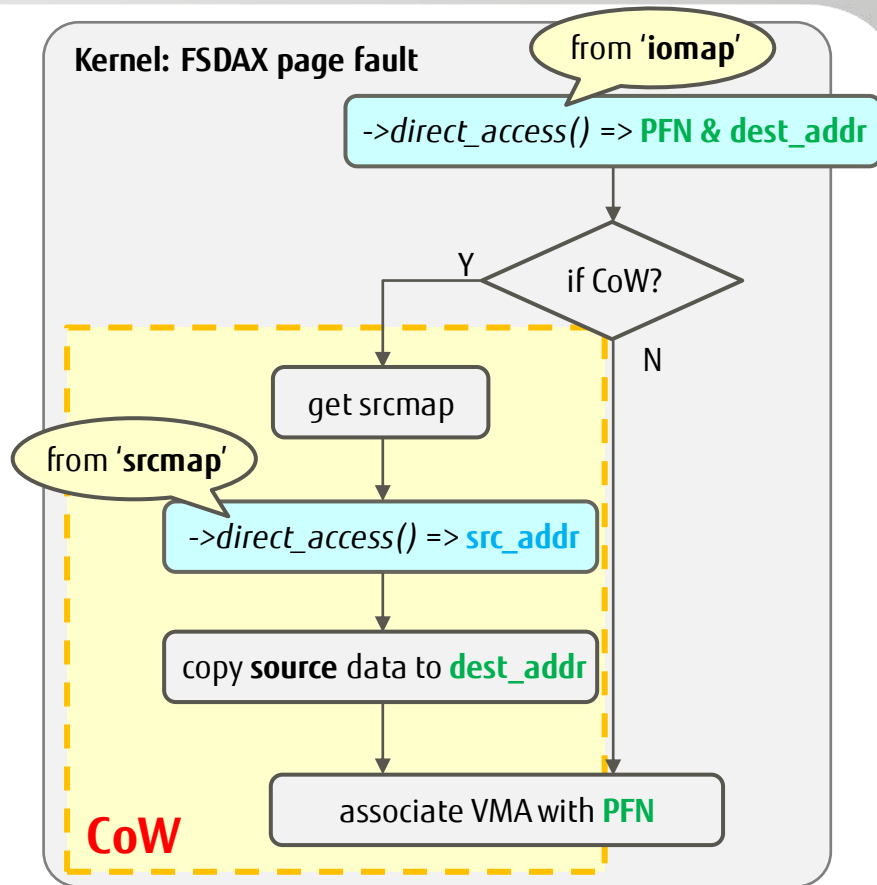 Kernel: FSDAX page fault
from ‘iomap’
->direct_access() => PFN & dest_addr
if CoW?
Y
N
get srcmap
from ‘srcmap’
->direct_access() => src_addr
copy source data to dest_addr
associate VMA with PFN
CoW